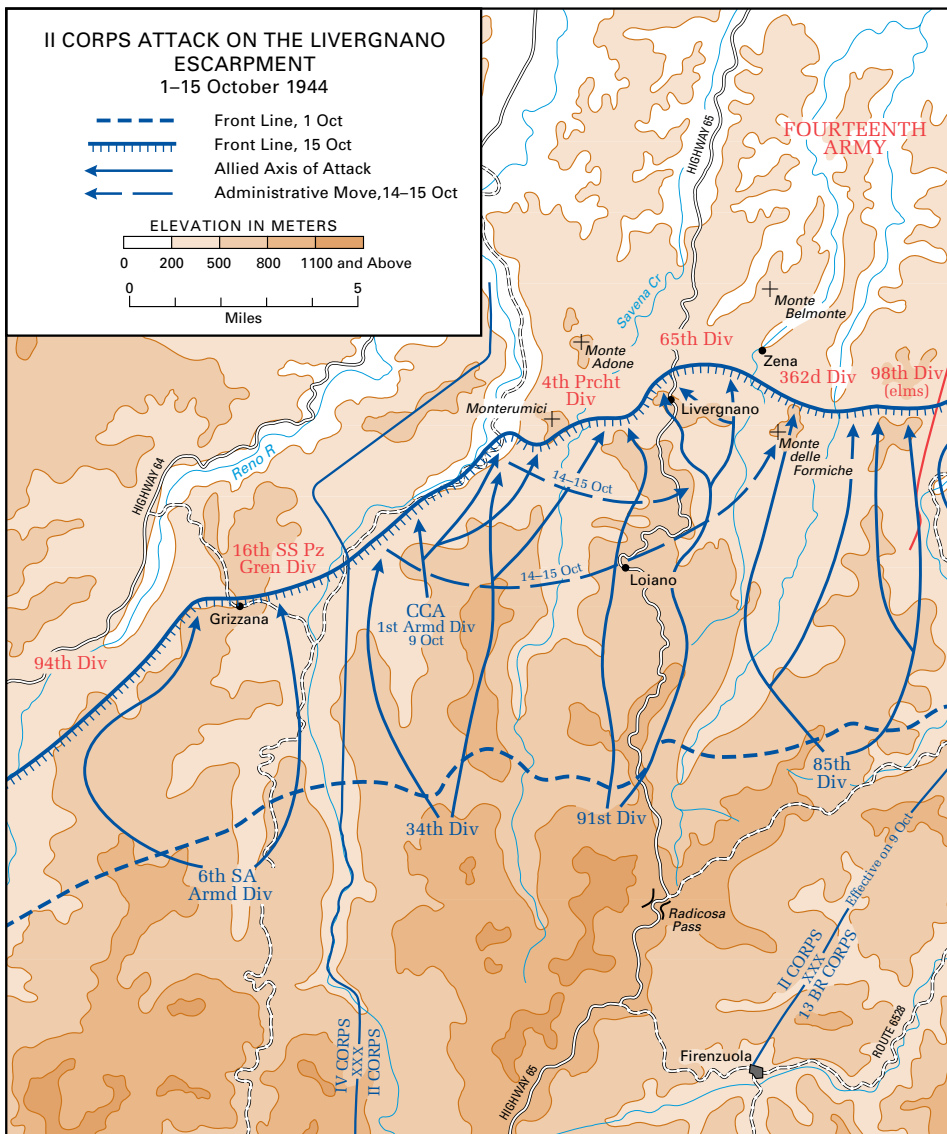 II CORPS ATTACK ON THE LIVERGNANO
ESCARPMENT
1–15 October 1944
Front Line, 1 Oct
Front Line, 15 Oct
Allied Axis of Attack
Administrative Move, 14–15 Oct
ELEVATION IN METERS
0 200 500 800 1100 and Above
0 5
Miles
HIGHWAY 65
FOURTEENTH
ARMY
Savena Cr
Monte
Belmonte
65th Div
Zena
Monte
Adone
4th Prcht
Div
362d Div
98th Div
(elms)
Monterumici
Livergnano
Monte
delle
Formiche
HIGHWAY 64
Reno R
14–15 Oct
16th SS Pz
Gren Div
14–15 Oct
Loiano
Grizzana
CCA
1st Armd Div
9 Oct
94th Div
85th
Div
34th Div
91st Div
6th SA
Armd Div
Effective on 9 Oct
Radicosa
Pass
II CORPS
XXX
13 BR CORPS
IV CORPS
XXX
II CORPS
ROUTE 6528
Firenzuola
HIGHWAY 65